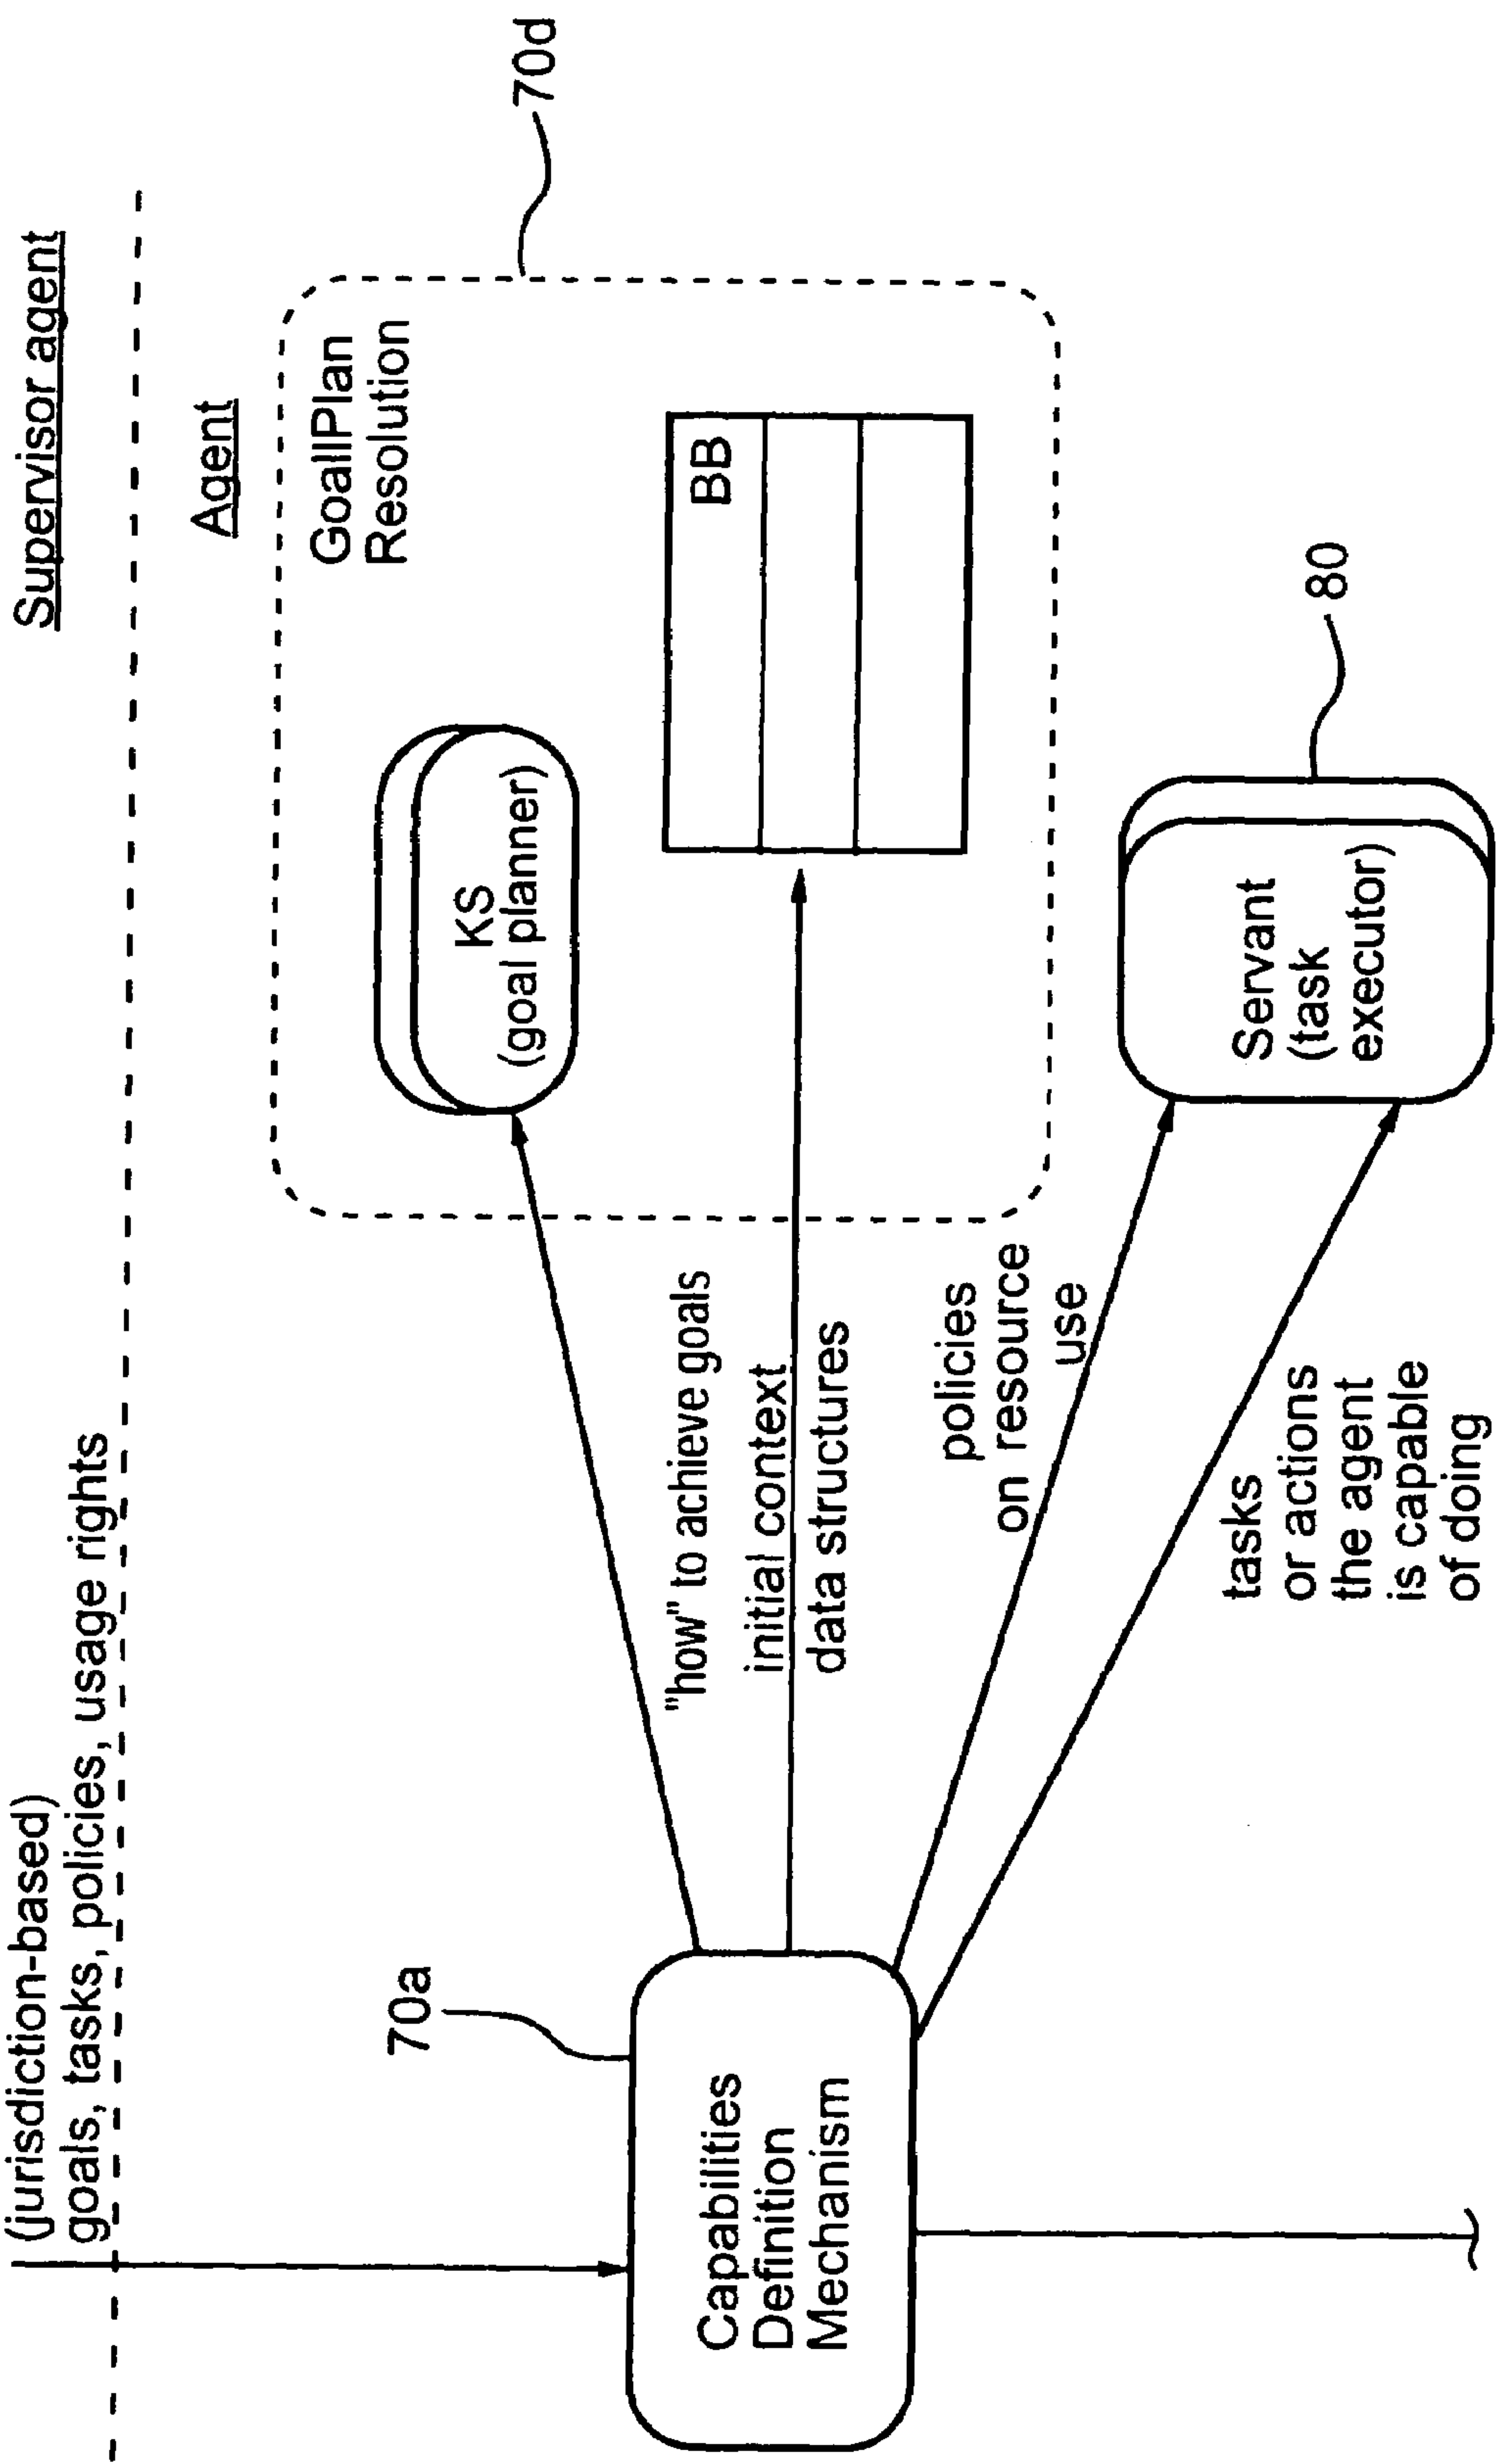 Supervisor agent
(jurisdiction-based)
goals, tasks, policies, usage rights
Agent
GoallPlan
Resolution
70d
70a
KS
(goal planner)
"how" to achieve goals
BB
initial context
data structures
Capabilities
Definition
Mechanism
policies
on resource
use
80
Servant
(task
executor)
tasks
or actions
the agent
is capable
of doing